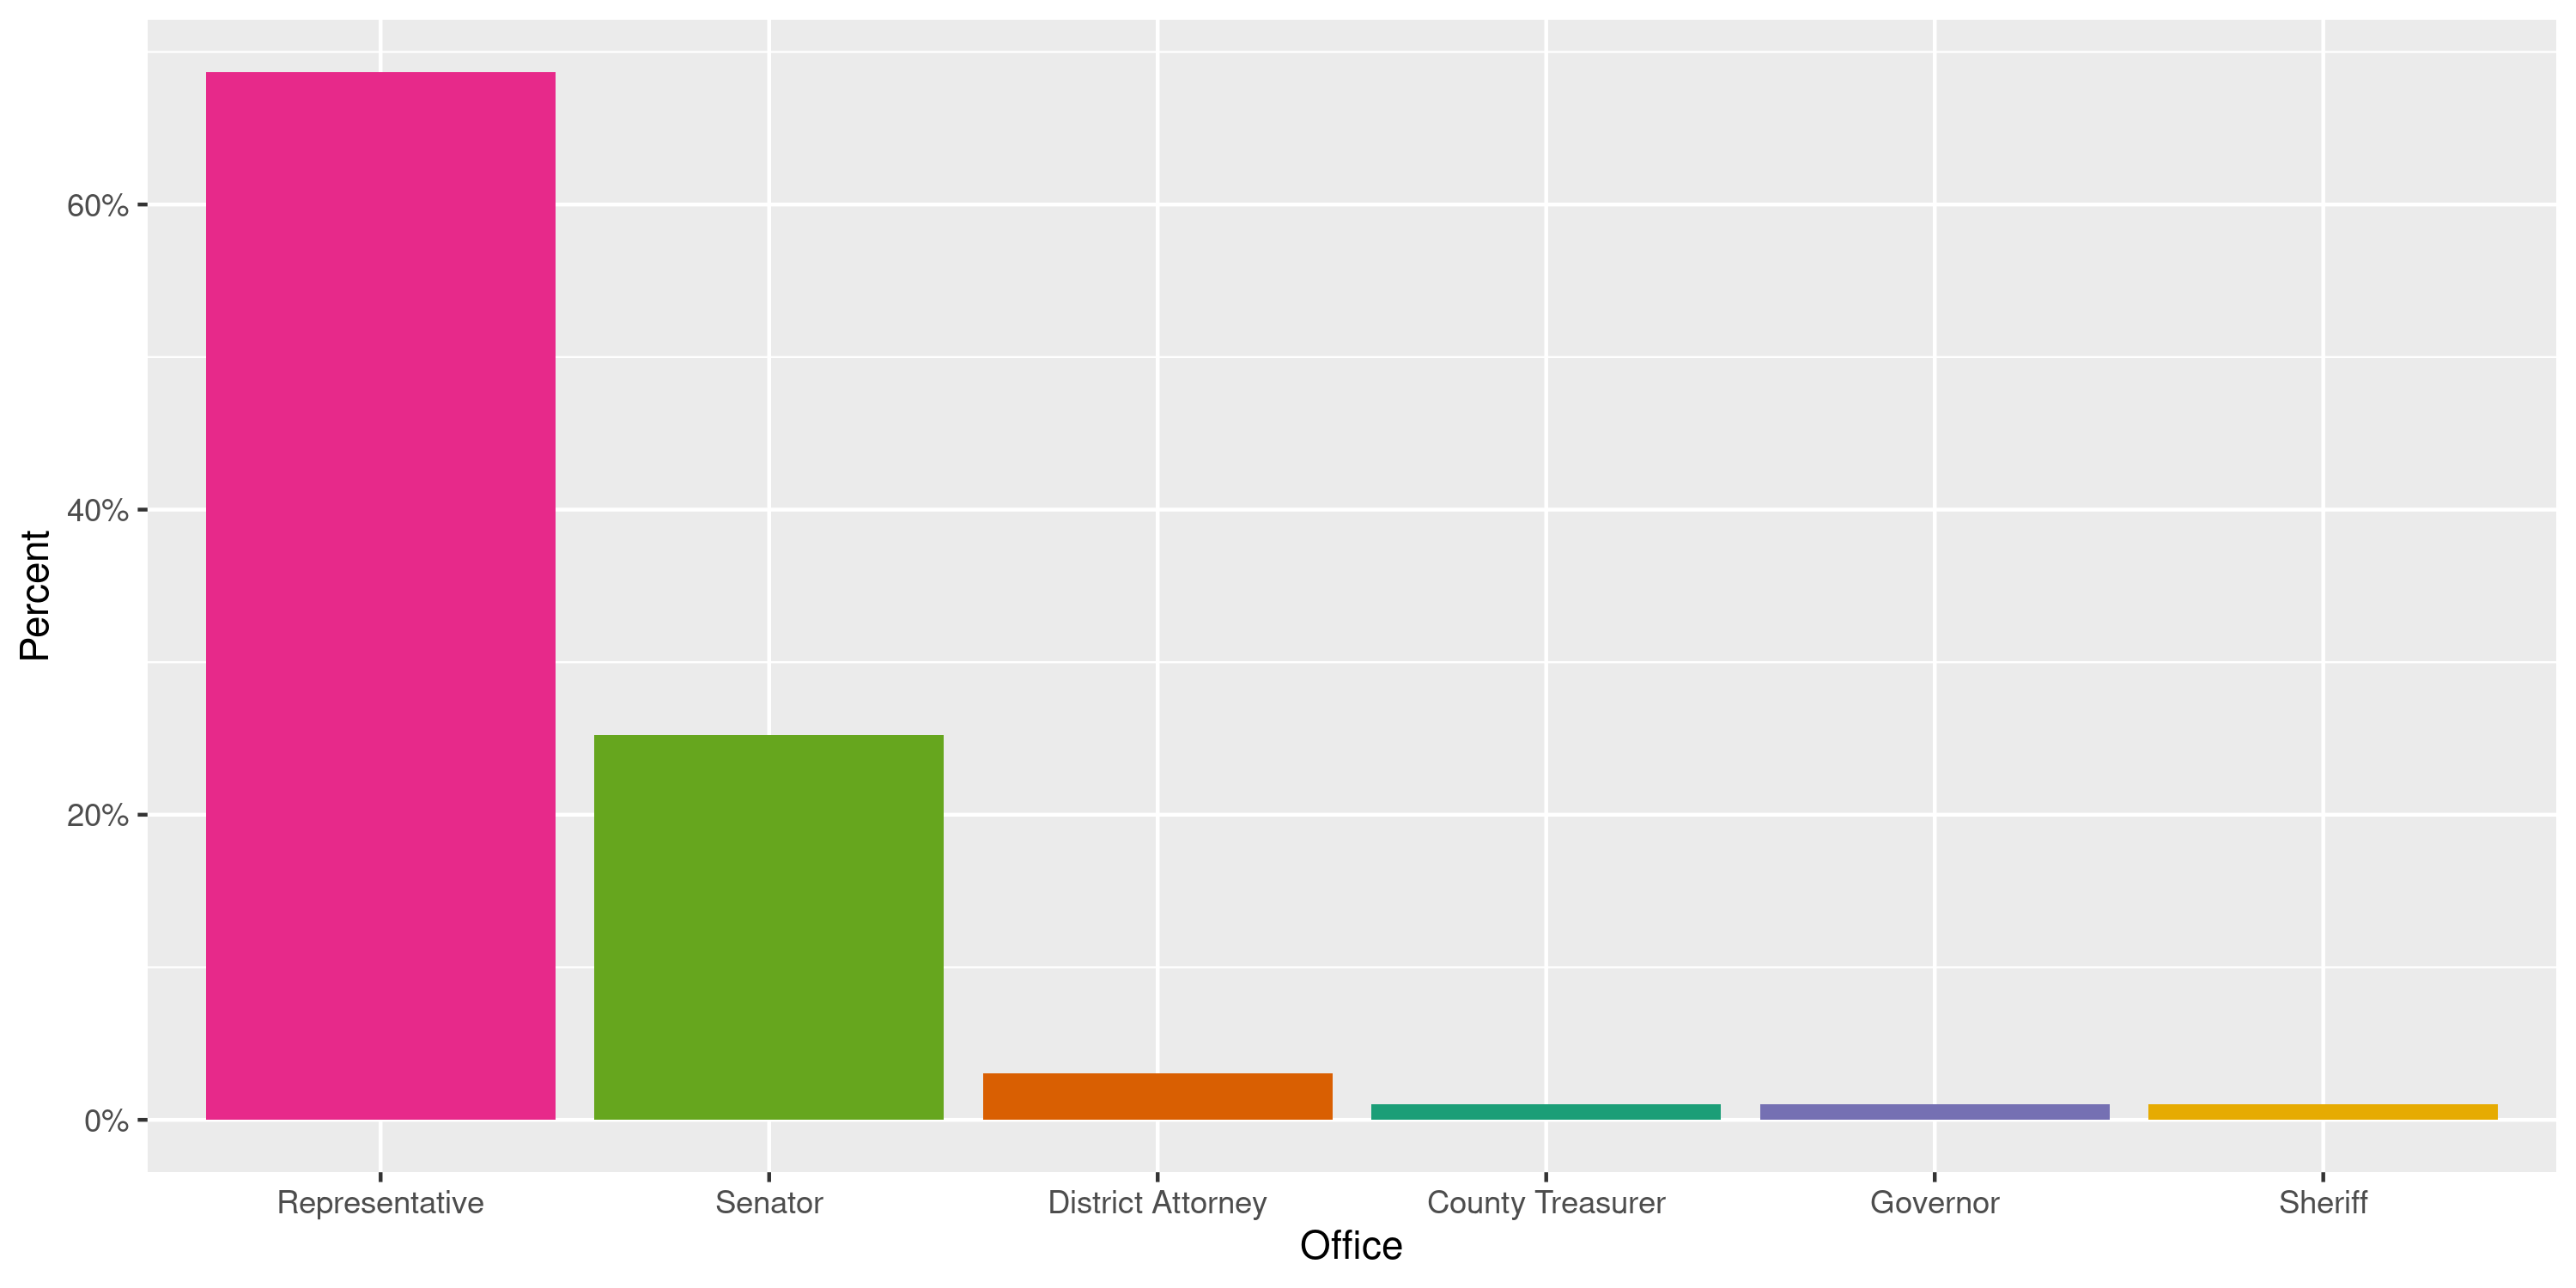 Percent
60%
40%
20%
0%
Representative
Senator
District Attorney
County Treasurer
Governor
Sheriff
Office